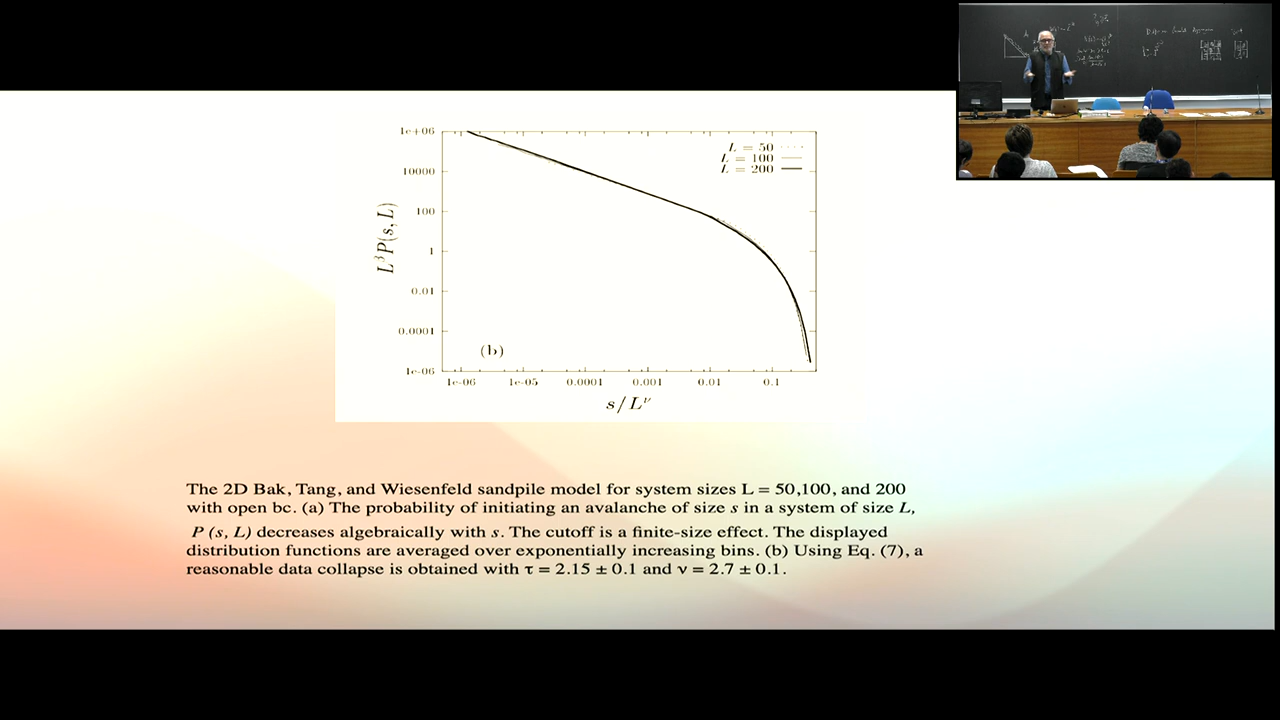 1e+06
10000
100
1
0.01
0.0001
1e-06
L³P(s, L)
L = 50
L = 100
L = 200
(b)
1e-06 1e-05 0.0001 0.001 0.01 0.1
s/L^ν
The 2D Bak, Tang, and Wiesenfeld sandpile model for system sizes L = 50,100, and 200
with open bc. (a) The probability of initiating an avalanche of size s in a system of size L,
P (s, L) decreases algebraically with s. The cutoff is a finite-size effect. The displayed
distribution functions are averaged over exponentially increasing bins. (b) Using Eq. (7), a
reasonable data collapse is obtained with τ = 2.15 ± 0.1 and ν = 2.7 ± 0.1.